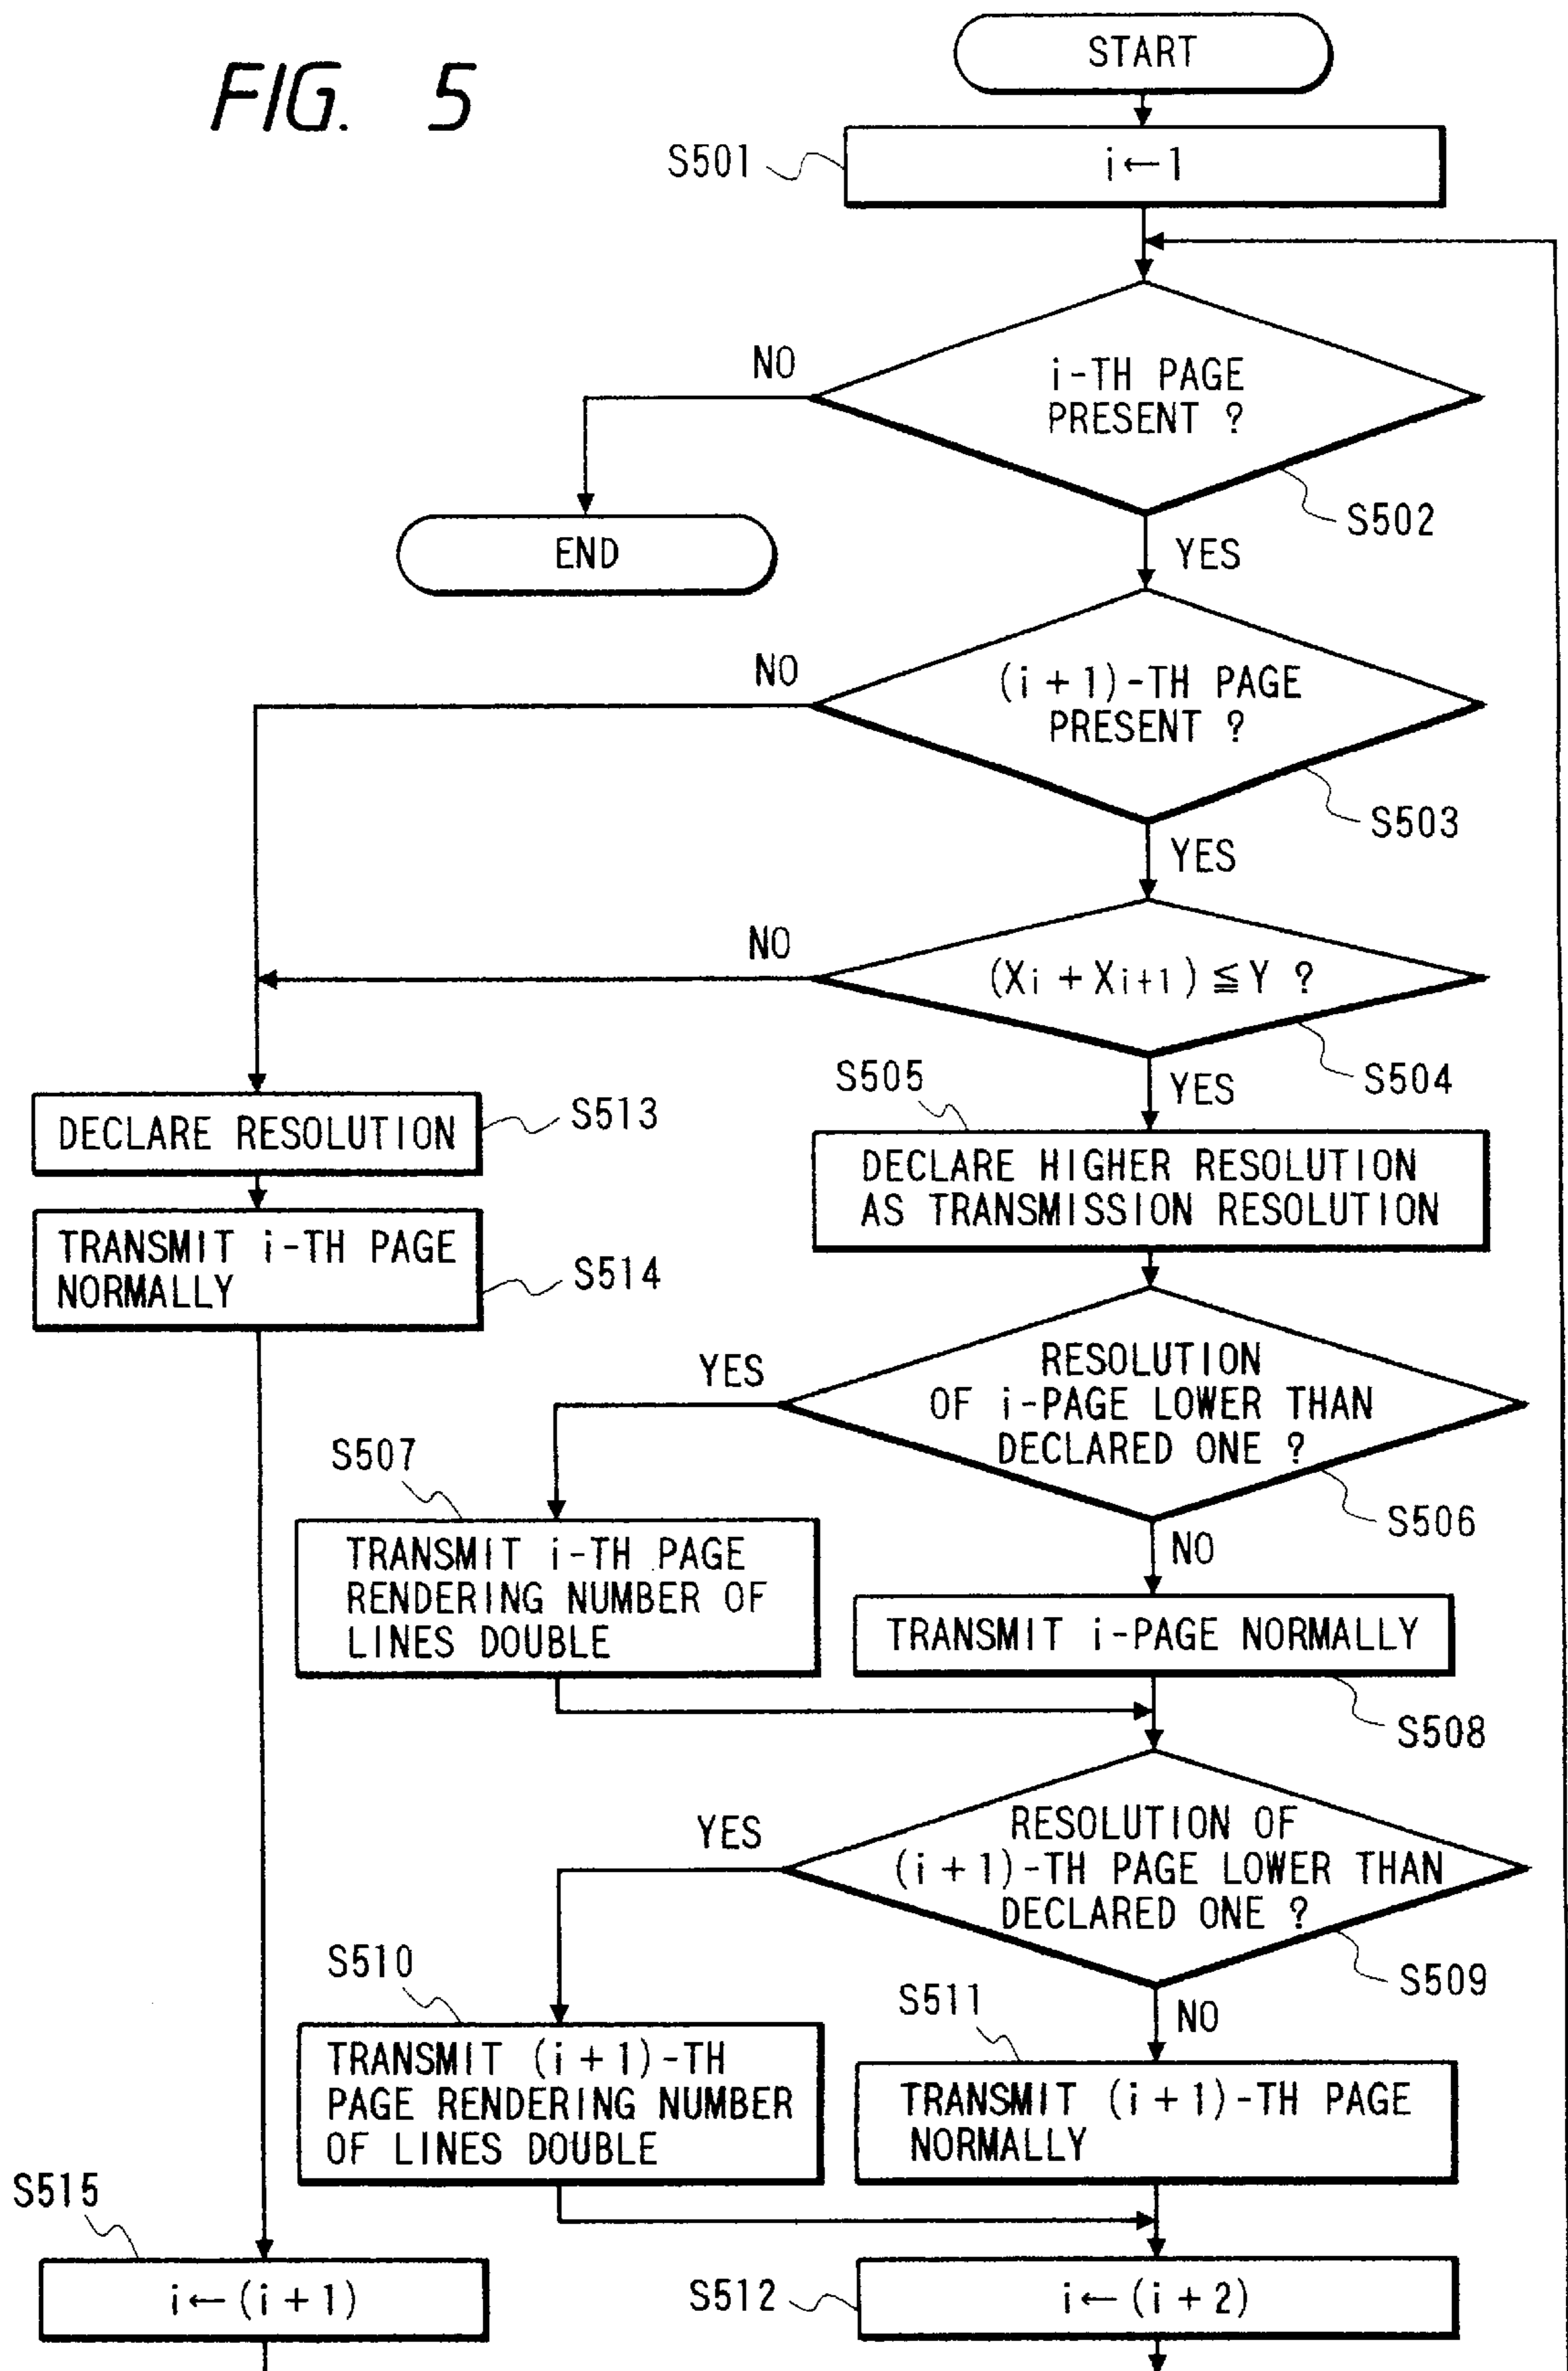 FIG. 5
START
S501
i←1
NO
i-TH PAGE
PRESENT ?
S502
END
YES
NO
(i+1)-TH PAGE
PRESENT ?
S503
YES
NO
(Xi + Xi+1) ≦ Y ?
S504
S505
YES
DECLARE RESOLUTION
S513
DECLARE HIGHER RESOLUTION
AS TRANSMISSION RESOLUTION
TRANSMIT i-TH PAGE
NORMALLY
S514
YES
RESOLUTION
OF i-PAGE LOWER THAN
DECLARED ONE ?
S506
S507
NO
TRANSMIT i-TH PAGE
RENDERING NUMBER OF
LINES DOUBLE
TRANSMIT i-PAGE NORMALLY
S508
YES
RESOLUTION OF
(i+1)-TH PAGE LOWER THAN
DECLARED ONE ?
S509
S510
S511
NO
TRANSMIT (i+1)-TH
PAGE RENDERING NUMBER
OF LINES DOUBLE
TRANSMIT (i+1)-TH PAGE
NORMALLY
S515
i←(i+1)
S512
i←(i+2)